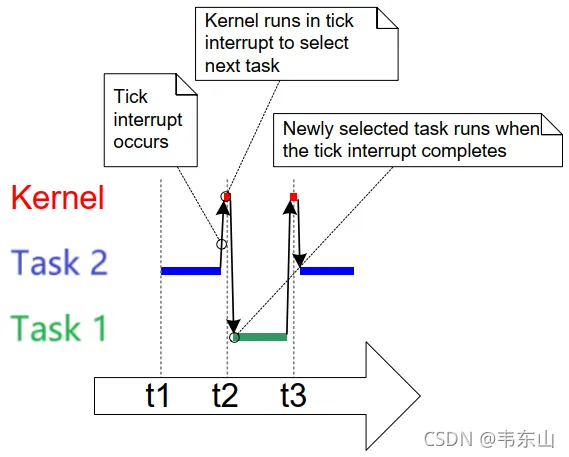 Kernel runs in tick
interrupt to select
next task
Tick
interrupt
occurs
Newly selected task runs when
the tick interrupt completes
Kernel
Task 2
Task 1
t1 t2 t3
CSDN @韦东山